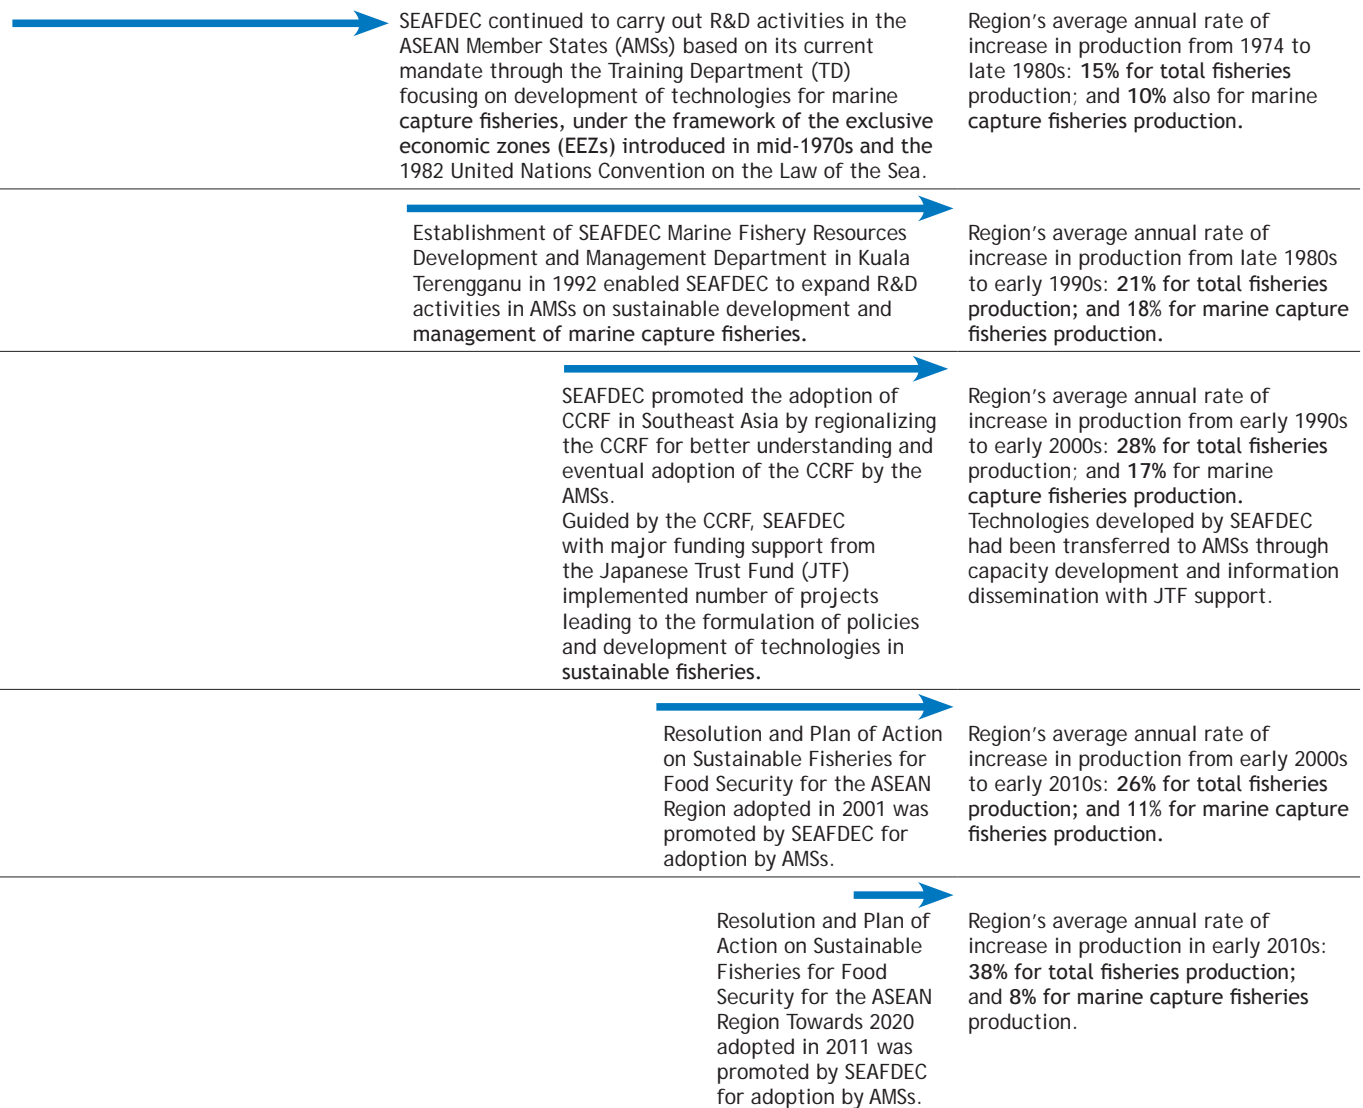 SEAFDEC continued to carry out R&D activities in the
ASEAN Member States (AMSs) based on its current
mandate through the Training Department (TD)
focusing on development of technologies for marine
capture fisheries, under the framework of the exclusive
economic zones (EEZs) introduced in mid-1970s and the
1982 United Nations Convention on the Law of the Sea.
Region's average annual rate of
increase in production from 1974 to
late 1980s: 15% for total fisheries
production; and 10% also for marine
capture fisheries production.
Establishment of SEAFDEC Marine Fishery Resources
Development and Management Department in Kuala
Terengganu in 1992 enabled SEAFDEC to expand R&D
activities in AMSs on sustainable development and
management of marine capture fisheries.
Region's average annual rate of
increase in production from late 1980s
to early 1990s: 21% for total fisheries
production; and 18% for marine capture
fisheries production.
SEAFDEC promoted the adoption of
CCRF in Southeast Asia by regionalizing
the CCRF for better understanding and
eventual adoption of the CCRF by the
AMSs.
Guided by the CCRF, SEAFDEC
with major funding support from
the Japanese Trust Fund (JTF)
implemented number of projects
leading to the formulation of policies
and development of technologies in
sustainable fisheries.
Region's average annual rate of
increase in production from early 1990s
to early 2000s: 28% for total fisheries
production; and 17% for marine
capture fisheries production.
Technologies developed by SEAFDEC
had been transferred to AMSs through
capacity development and information
dissemination with JTF support.
Resolution and Plan of Action
on Sustainable Fisheries for
Food Security for the ASEAN
Region adopted in 2001 was
promoted by SEAFDEC for
adoption by AMSs.
Region's average annual rate of
increase in production from early 2000s
to early 2010s: 26% for total fisheries
production; and 11% for marine capture
fisheries production.
Resolution and Plan of
Action on Sustainable
Fisheries for Food
Security for the ASEAN
Region Towards 2020
adopted in 2011 was
promoted by SEAFDEC
for adoption by AMSs.
Region's average annual rate of
increase in production in early 2010s:
38% for total fisheries production;
and 8% for marine capture fisheries
production.